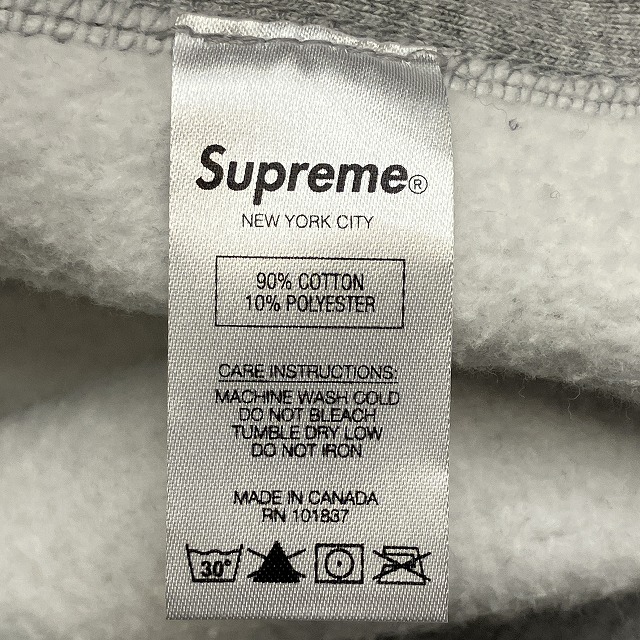 Supreme®
NEW YORK CITY
90% COTTON
10% POLYESTER
CARE INSTRUCTIONS:
MACHINE WASH COLD
DO NOT BLEACH
TUMBLE DRY LOW
DO NOT IRON
MADE IN CANADA
RN 101837
30°